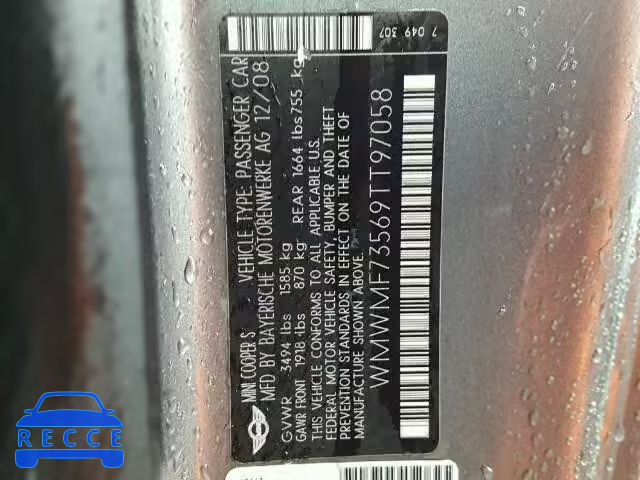 7 049 307
MINI COOPER S VEHICLE TYPE: PASSENGER CAR
MFD BY BAYERISCHE MOTORENWERKE AG 12/08
GVWR 3494 lbs 1585 kg
GAWR FRONT 1918 lbs 870 kg REAR 1664 lbs 755 kg
THIS VEHICLE CONFORMS TO ALL APPLICABLE U.S.
FEDERAL MOTOR VEHICLE SAFETY, BUMPER AND THEFT
PREVENTION STANDARDS IN EFFECT ON THE DATE OF
MANUFACTURE SHOWN ABOVE.
WMWMF73569TT97058
RECCE